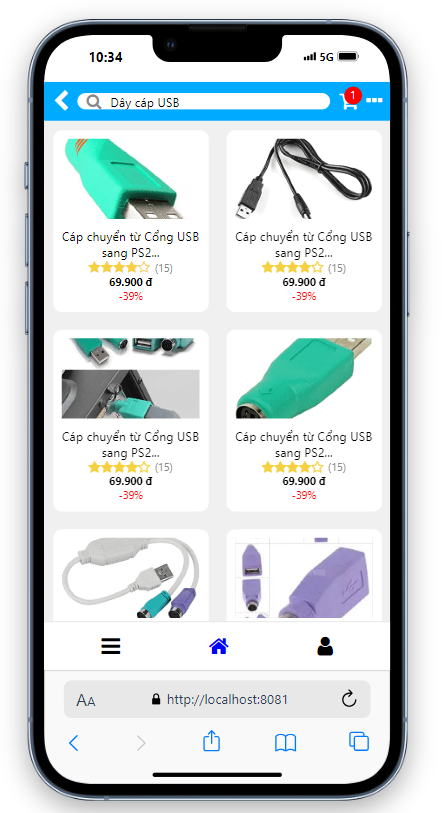 10:34
5G
Dây cáp USB
1
Cáp chuyển từ Cổng USB
sang PS2...
(15)
69.900 đ
-39%
Cáp chuyển từ Cổng USB
sang PS2...
(15)
69.900 đ
-39%
Cáp chuyển từ Cổng USB
sang PS2...
(15)
69.900 đ
-39%
Cáp chuyển từ Cổng USB
sang PS2...
(15)
69.900 đ
-39%
AA
http://localhost:8081